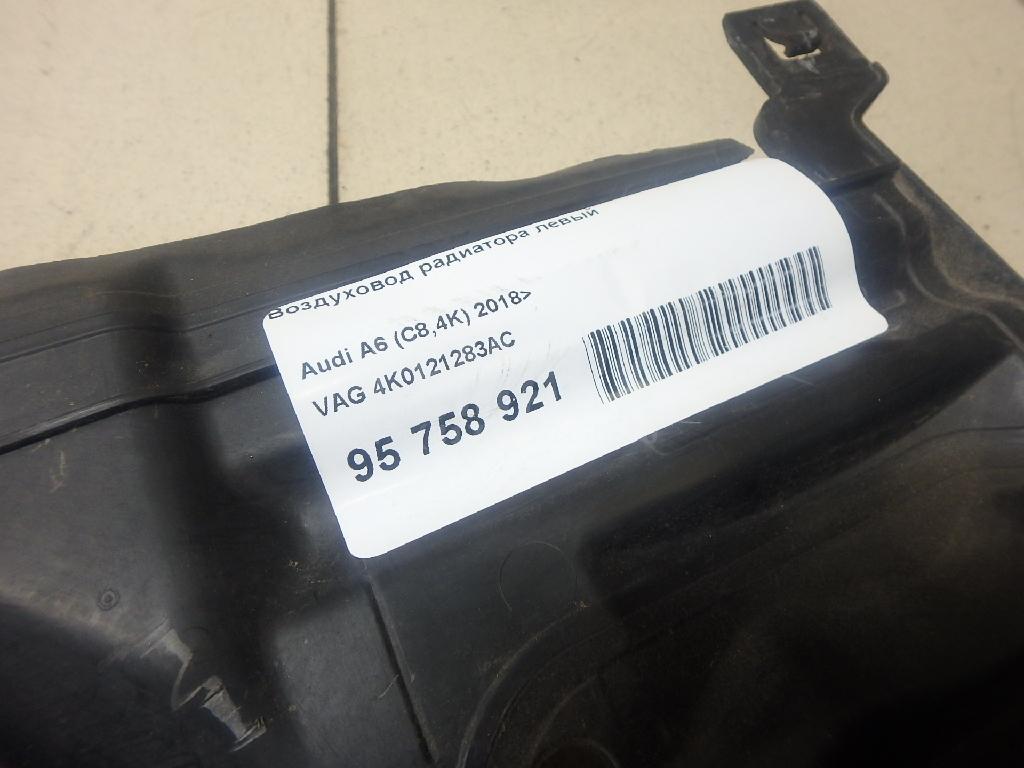 Воздуховод радиатора левый
Audi A6 (C8,4K) 2018>
VAG 4K0121283AC
95 758 921